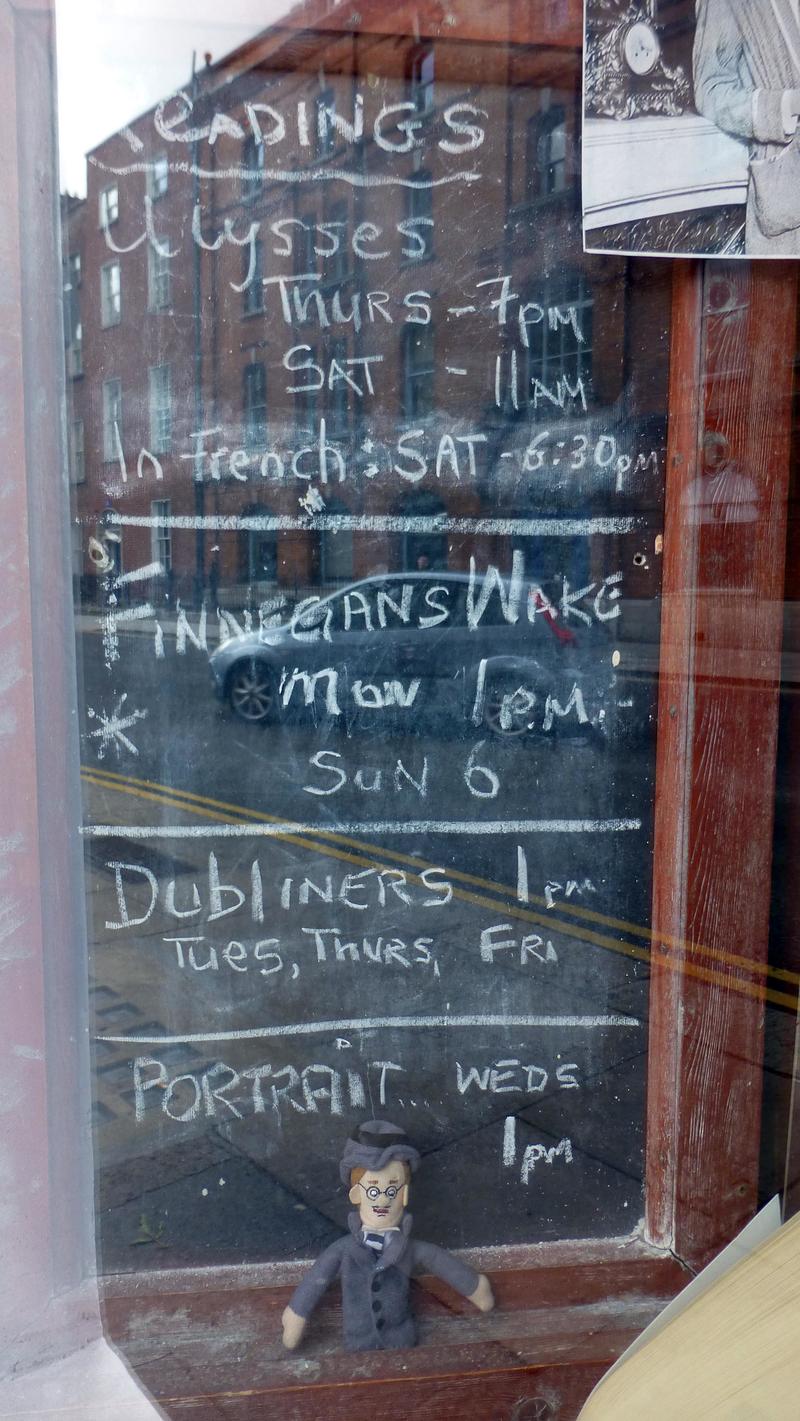 READINGS
Ulysses
THURS - 7PM
SAT - 11AM
In French: SAT - 6:30PM
FINNEGANS WAKE
* Mon 1P.M.-
SUN 6
DUblINERS 1pm
Tues, Thurs, FRI
PORTRAIT... WEDS
1pm